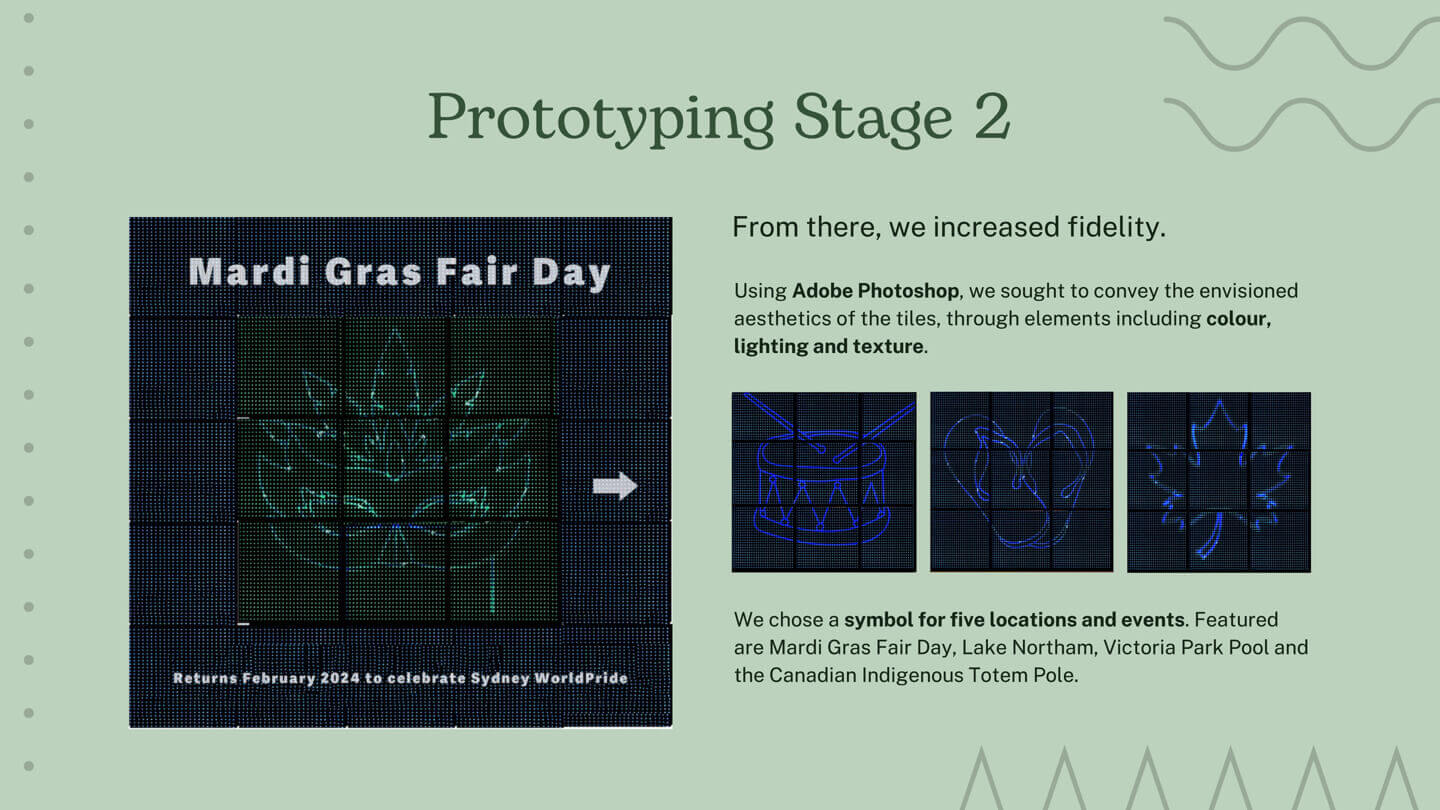 Prototyping Stage 2
Mardi Gras Fair Day
Returns February 2024 to celebrate Sydney WorldPride
From there, we increased fidelity.
Using Adobe Photoshop, we sought to convey the envisioned
aesthetics of the tiles, through elements including colour,
lighting and texture.
We chose a symbol for five locations and events. Featured
are Mardi Gras Fair Day, Lake Northam, Victoria Park Pool and
the Canadian Indigenous Totem Pole.